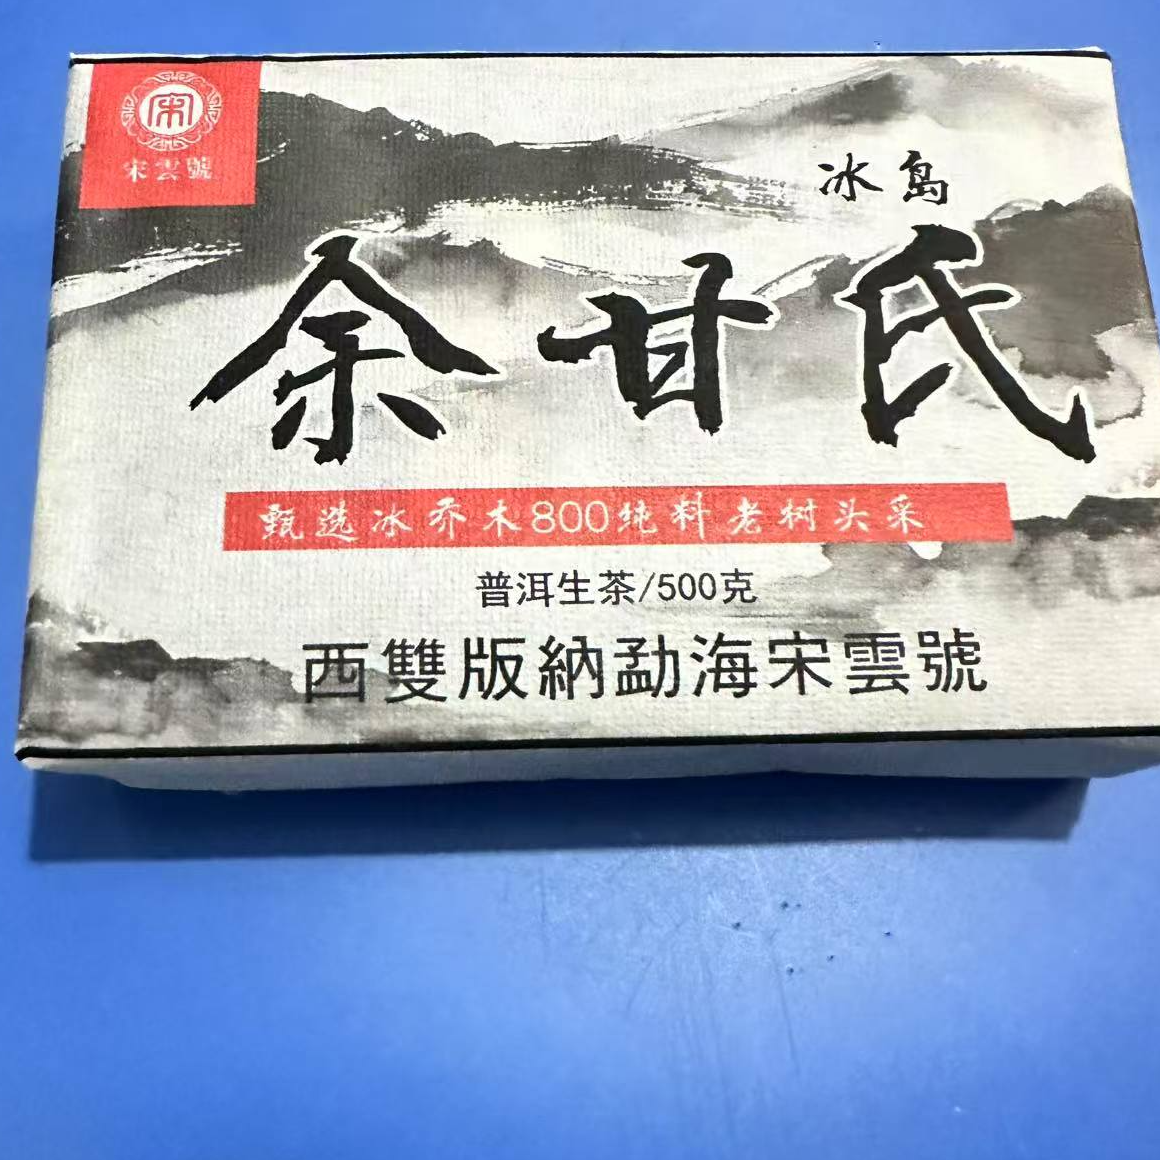 宋雲號
冰島
余甘氏
甄选冰乔木800纯料老树头采
普洱生茶/500克
西雙版納勐海宋雲號